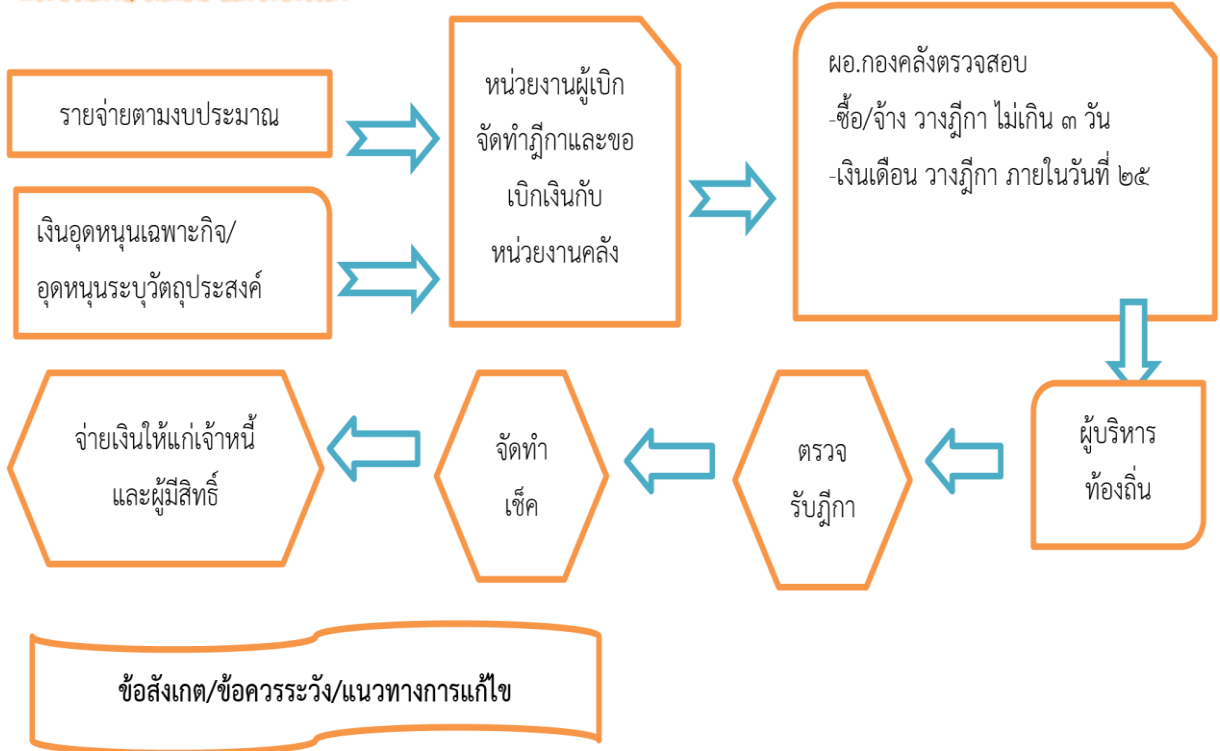 รายจ่ายตามงบประมาณ
เงินอุดหนุนเฉพาะกิจ/
อุดหนุนระบุวัตถุประสงค์
หน่วยงานผู้เบิก
จัดทำฎีกาและขอ
เบิกเงินกับ
หน่วยงานคลัง
ผอ.กองคลังตรวจสอบ
-ซื้อ/จ้าง วางฎีกา ไม่เกิน ๓ วัน
-เงินเดือน วางฎีกา ภายในวันที่ ๒๕
ผู้บริหาร
ท้องถิ่น
ตรวจ
รับฎีกา
จัดทำ
เช็ค
จ่ายเงินให้แก่เจ้าหนี้
และผู้มีสิทธิ์
ข้อสังเกต/ข้อควรระวัง/แนวทางการแก้ไข